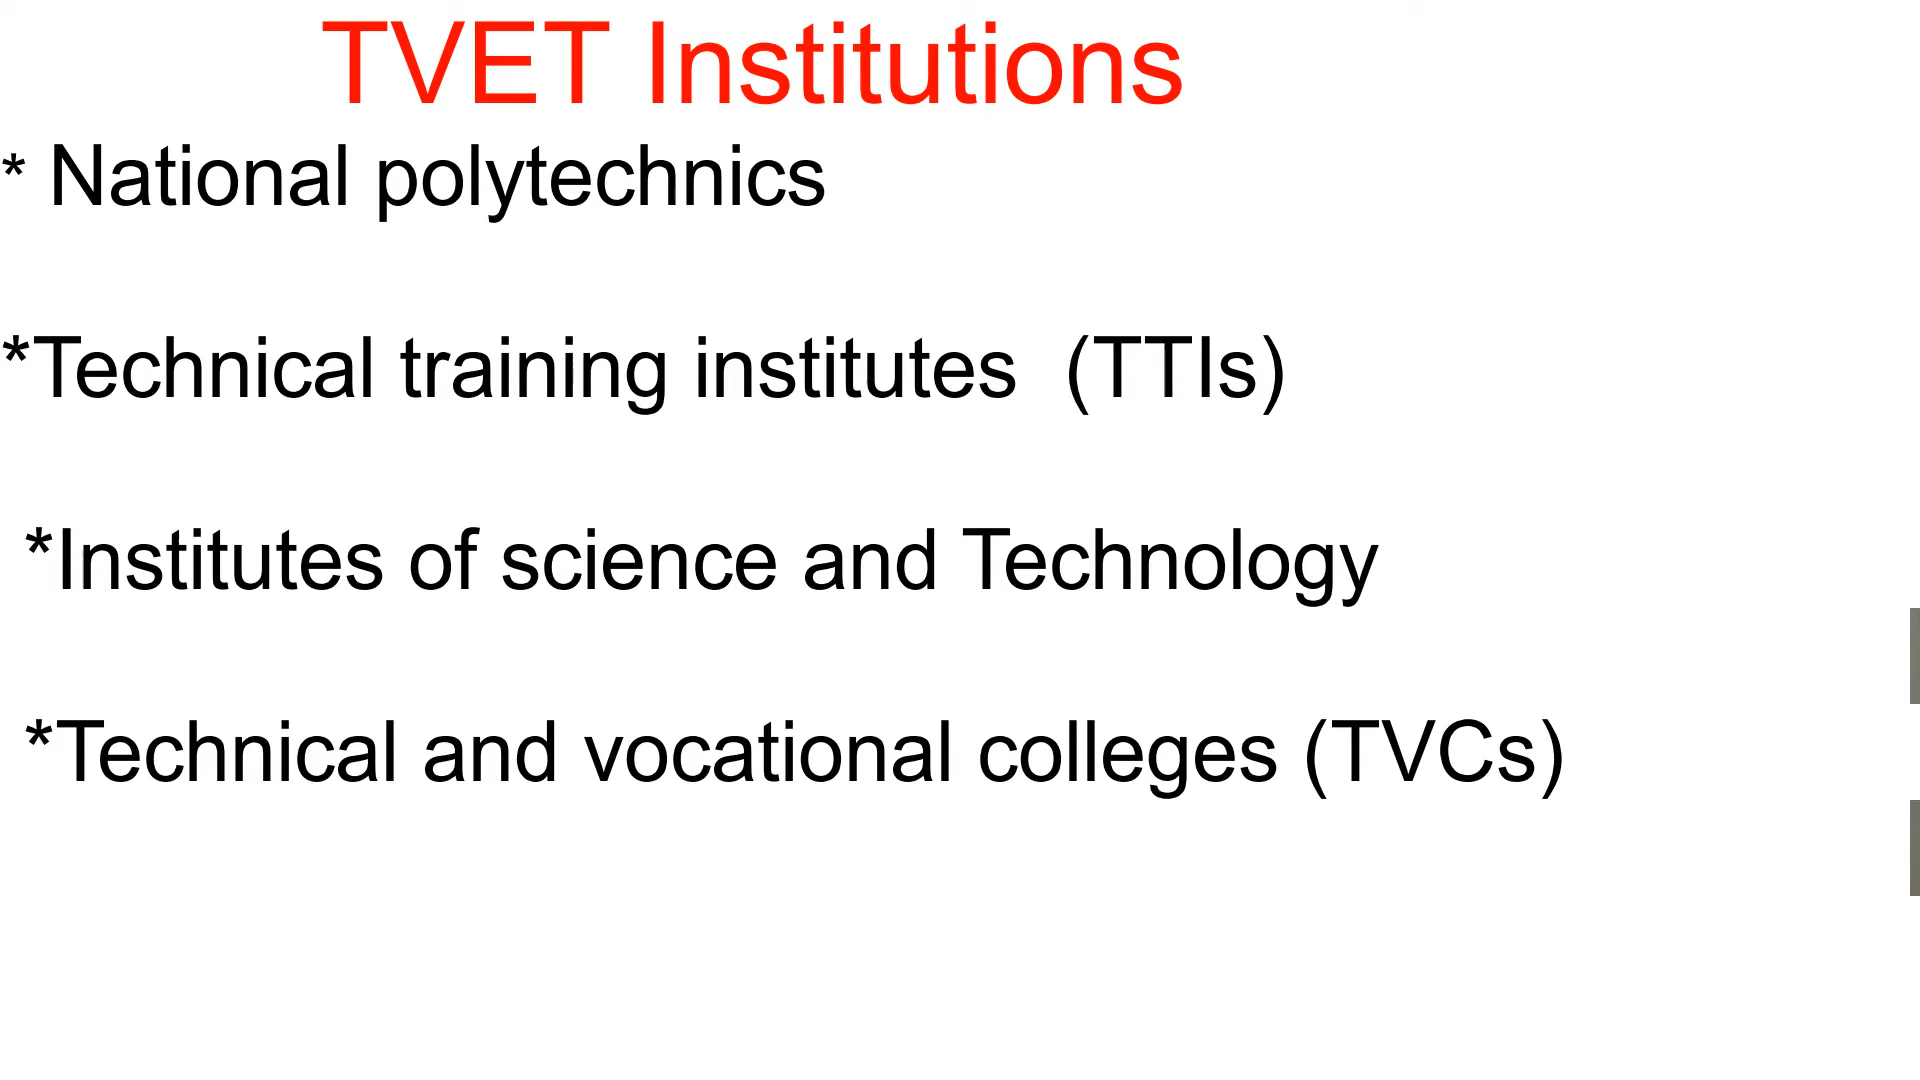 TVET Institutions
* National polytechnics
*Technical training institutes  (TTIs)
*Institutes of science and Technology
*Technical and vocational colleges (TVCs)